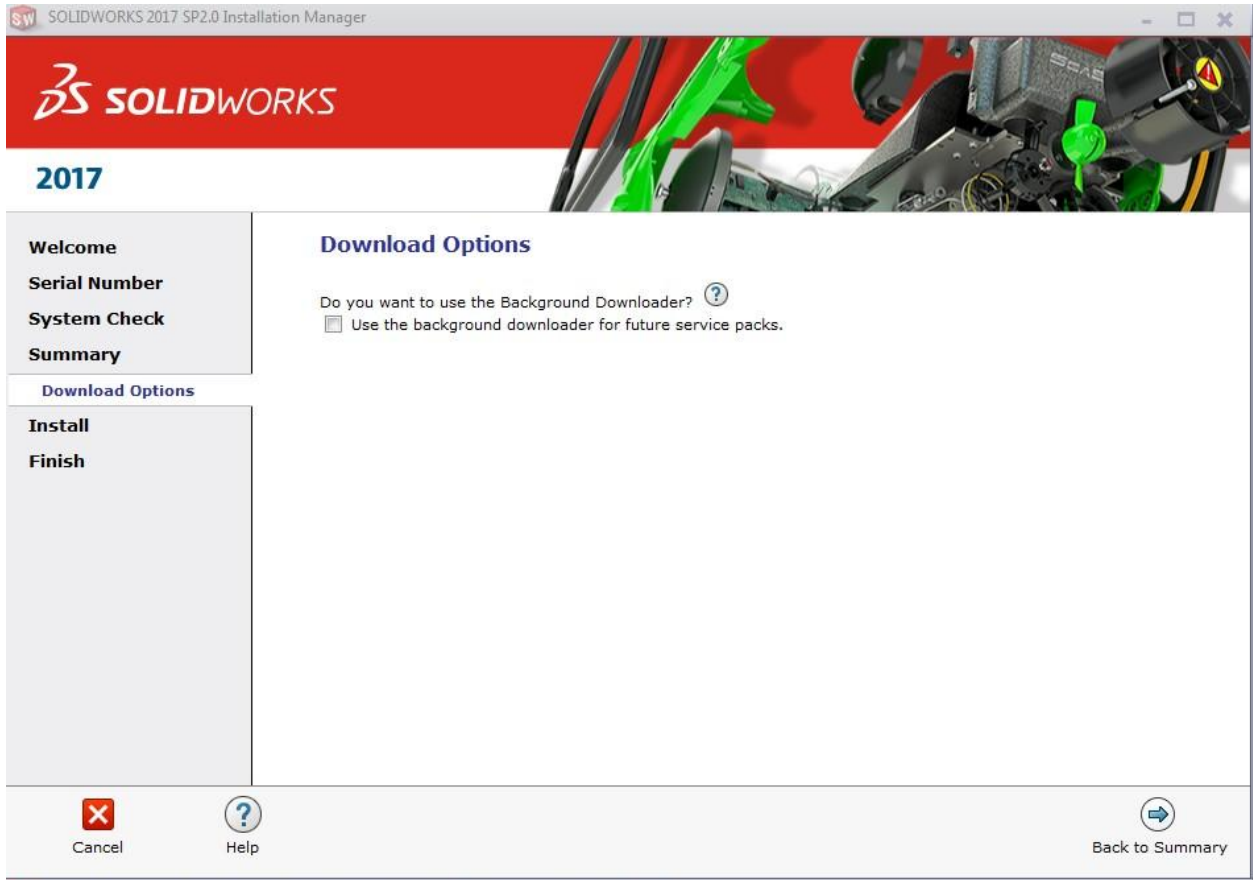 SW SOLIDWORKS 2017 SP2.0 Installation Manager
SOLIDWORKS
2017
Welcome
Serial Number
System Check
Summary
Download Options
Install
Finish
Download Options
Do you want to use the Background Downloader? ?
Use the background downloader for future service packs.
Cancel
? Help
Back to Summary